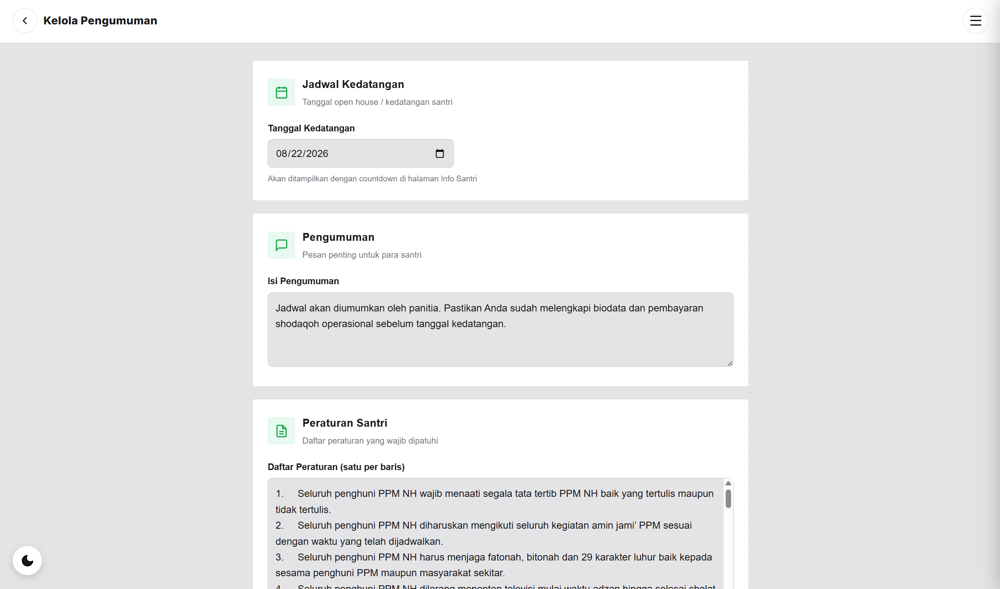 Kelola Pengumuman
Jadwal Kedatangan
Tanggal open house / kedatangan santri
Tanggal Kedatangan
08/22/2026
Akan ditampilkan dengan countdown di halaman Info Santri
Pengumuman
Pesan penting untuk para santri
Isi Pengumuman
Jadwal akan diumumkan oleh panitia. Pastikan Anda sudah melengkapi biodata dan pembayaran
shodaqoh operasional sebelum tanggal kedatangan.
Peraturan Santri
Daftar peraturan yang wajib dipatuhi
Daftar Peraturan (satu per baris)
1. Seluruh penghuni PPM NH wajib menaati segala tata tertib PPM NH baik yang tertulis maupun
tidak tertulis.
2. Seluruh penghuni PPM NH diharuskan mengikuti seluruh kegiatan amin jami’ PPM sesuai
dengan waktu yang telah dijadwalkan.
3. Seluruh penghuni PPM NH harus menjaga fatonah, bitonah dan 29 karakter luhur baik kepada
sesama penghuni PPM maupun masyarakat sekitar.
4. Seluruh penghuni PPM NH dilarang menonton televisi mulai waktu adzan hingga selesai sholat